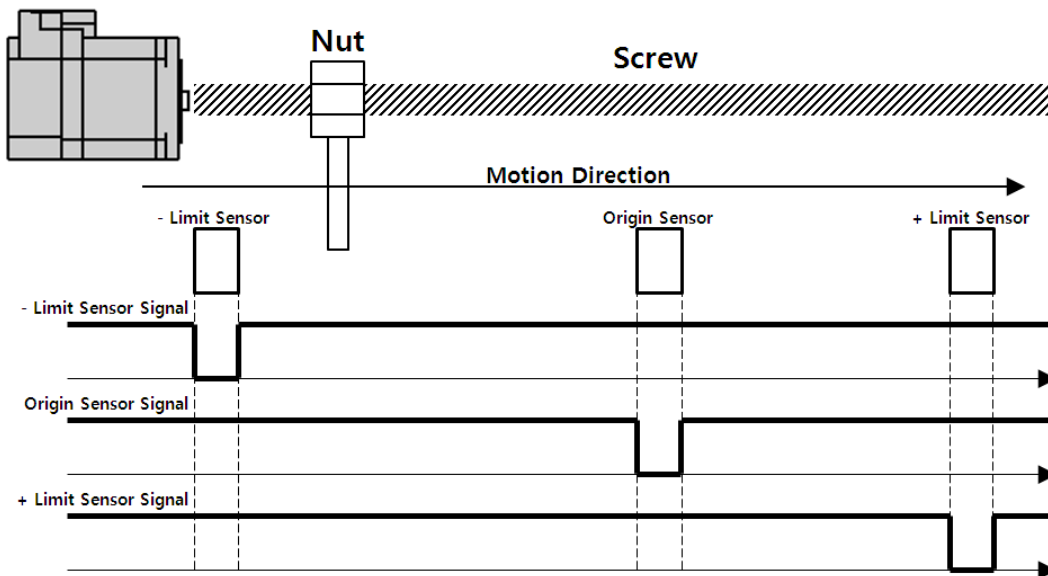 Nut
Screw
Motion Direction
- Limit Sensor
Origin Sensor
+ Limit Sensor
- Limit Sensor Signal
Origin Sensor Signal
+ Limit Sensor Signal